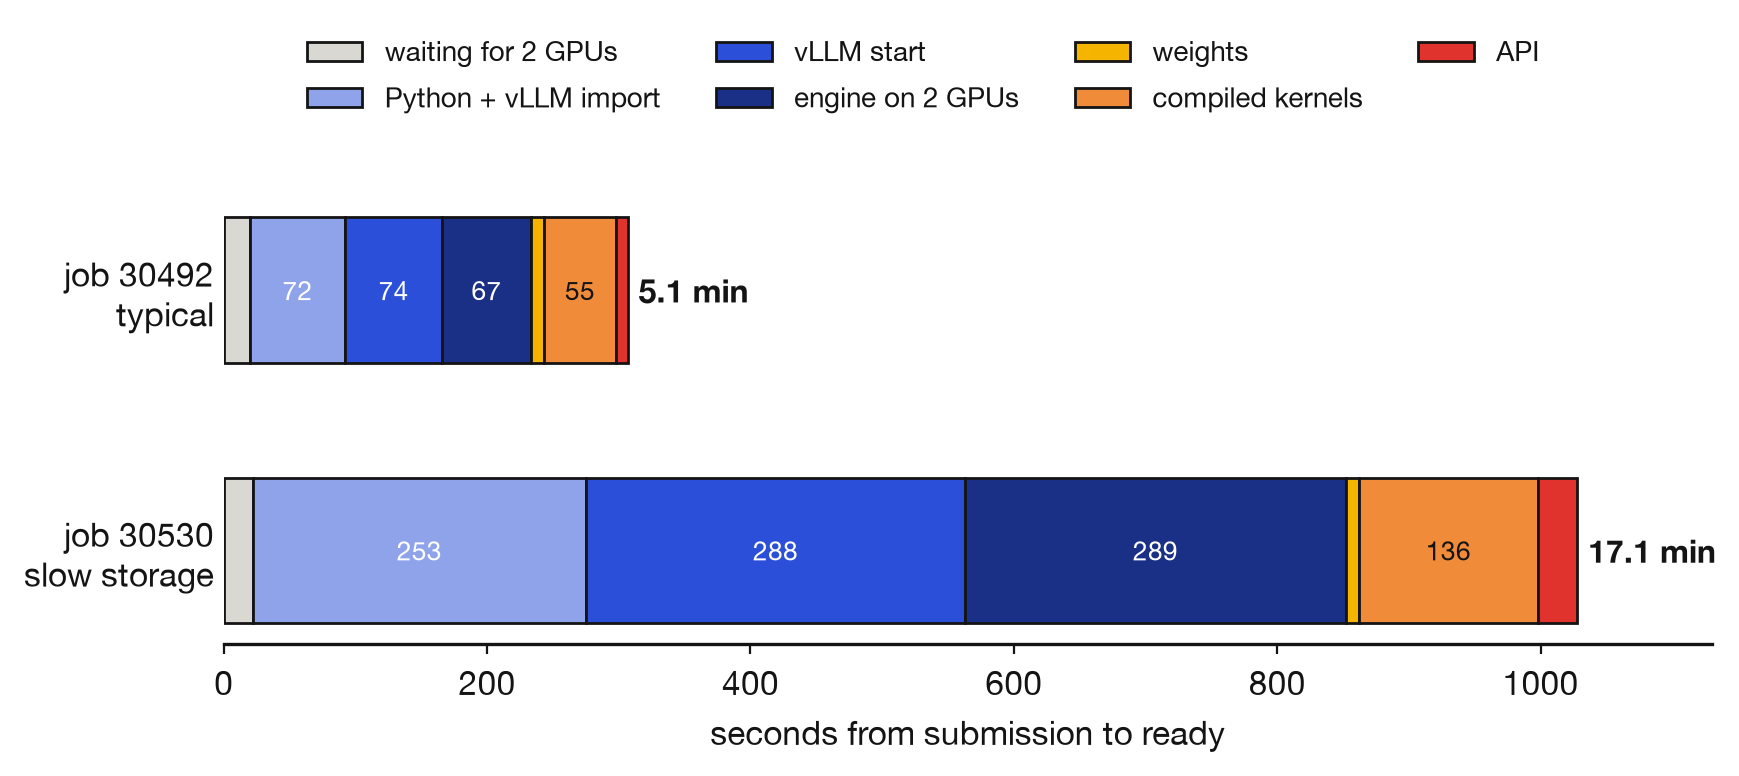 waiting for 2 GPUs
vLLM start
weights
API
Python + vLLM import
engine on 2 GPUs
compiled kernels
job 30492
typical
72
74
67
55
5.1 min
job 30530
slow storage
253
288
289
136
17.1 min
0
200
400
600
800
1000
seconds from submission to ready